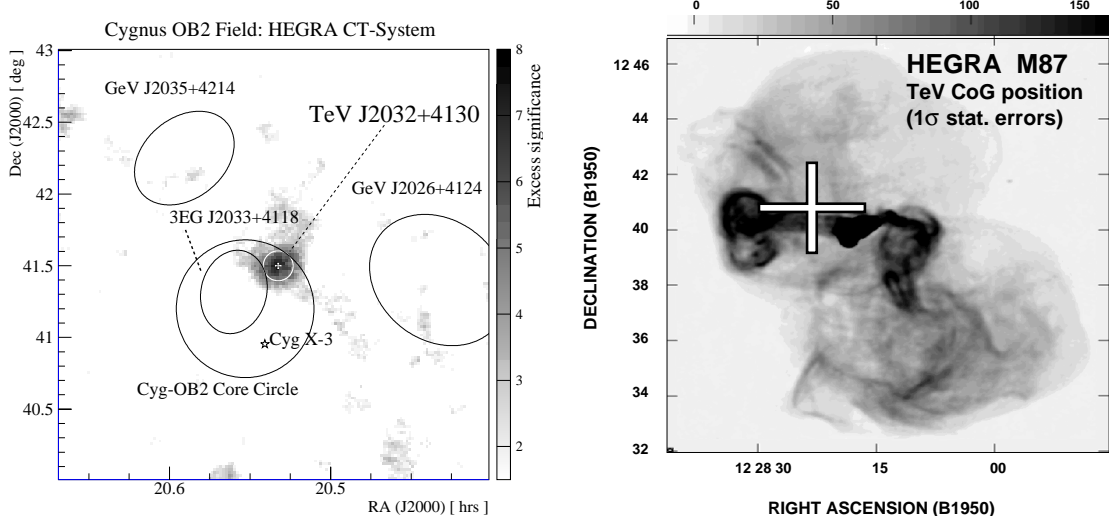 Cygnus OB2 Field: HEGRA CT-System
Dec (J2000) [ deg ]
43
42.5
42
41.5
41
40.5
GeV J2035+4214
TeV J2032+4130
GeV J2026+4124
3EG J2033+4118
Cyg X-3
Cyg-OB2 Core Circle
20.6
20.5
RA (J2000) [ hrs ]
8
7
6
5
4
3
2
Excess significance
0
50
100
150
HEGRA M87
TeV CoG position
(1σ stat. errors)
DECLINATION (B1950)
12 46
44
42
40
38
36
34
32
12 28 30
15
00
RIGHT ASCENSION (B1950)